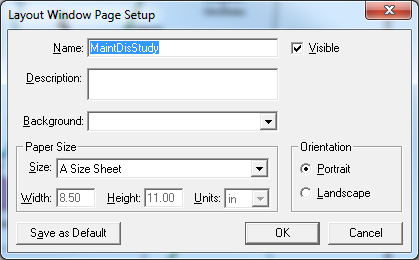 Layout Window Page Setup
Name: MaintDisStudy
Visible
Description:
Background:
Paper Size
Size: A Size Sheet
Width: 8.50 Height: 11.00 Units: in
Orientation
Portrait
Landscape
Save as Default OK Cancel